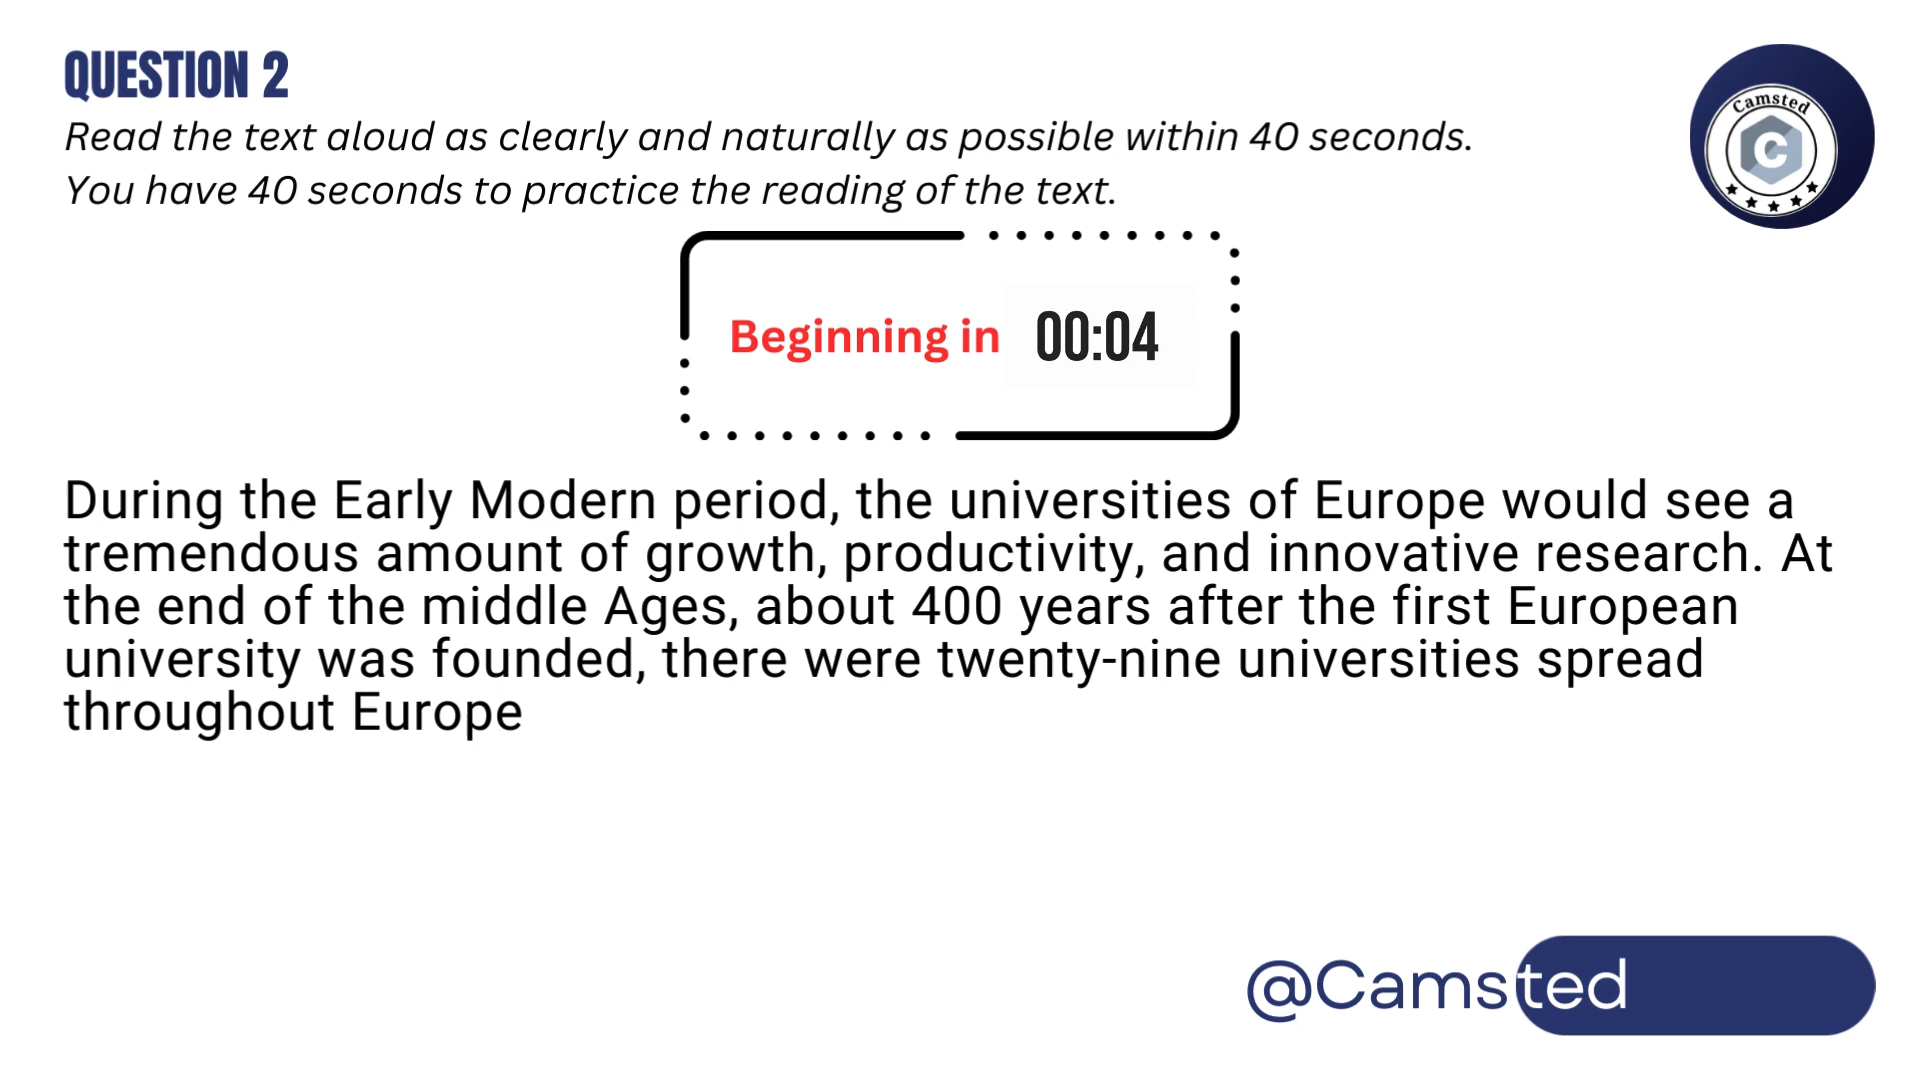 QUESTION 2
Read the text aloud as clearly and naturally as possible within 40 seconds.
You have 40 seconds to practice the reading of the text.
Camsted
C
Beginning in 00:04
During the Early Modern period, the universities of Europe would see a
tremendous amount of growth, productivity, and innovative research. At
the end of the middle Ages, about 400 years after the first European
university was founded, there were twenty-nine universities spread
throughout Europe
@Camsted